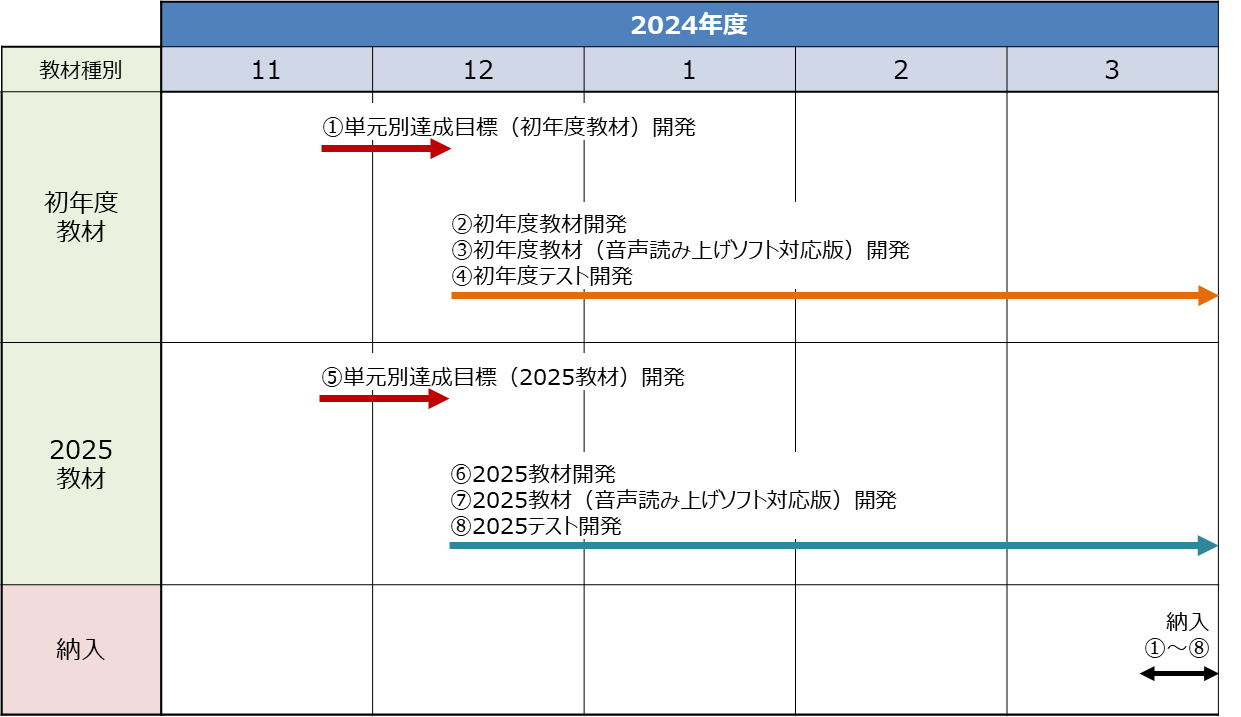 2024年度
教材種別
11
12
1
2
3
初年度
教材
①単元別達成目標（初年度教材）開発
②初年度教材開発
③初年度教材（音声読み上げソフト対応版）開発
④初年度テスト開発
2025
教材
⑤単元別達成目標（2025教材）開発
⑥2025教材開発
⑦2025教材（音声読み上げソフト対応版）開発
⑧2025テスト開発
納入
納入
①～⑧